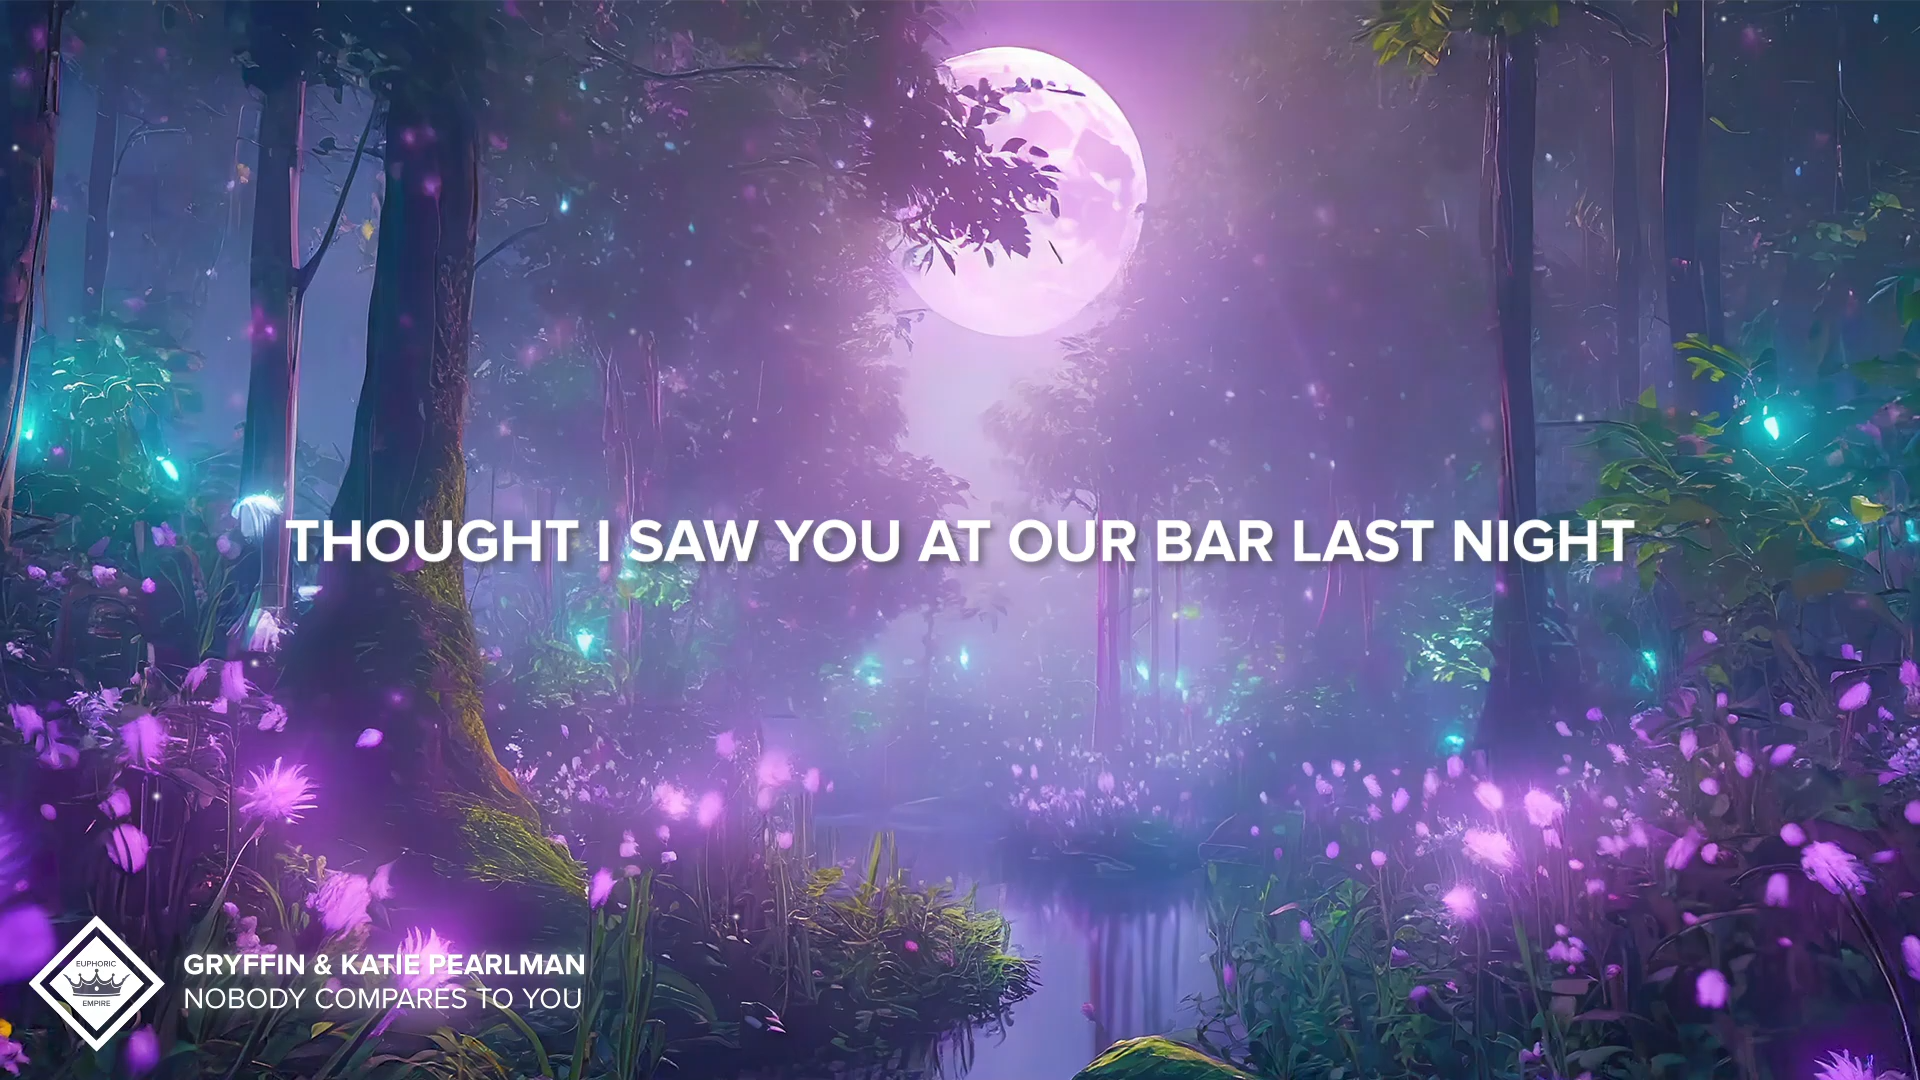 THOUGHT I SAW YOU AT OUR BAR LAST NIGHT
EUPHORIC
EMPIRE
GRYFFIN & KATIE PEARLMAN
NOBODY COMPARES TO YOU